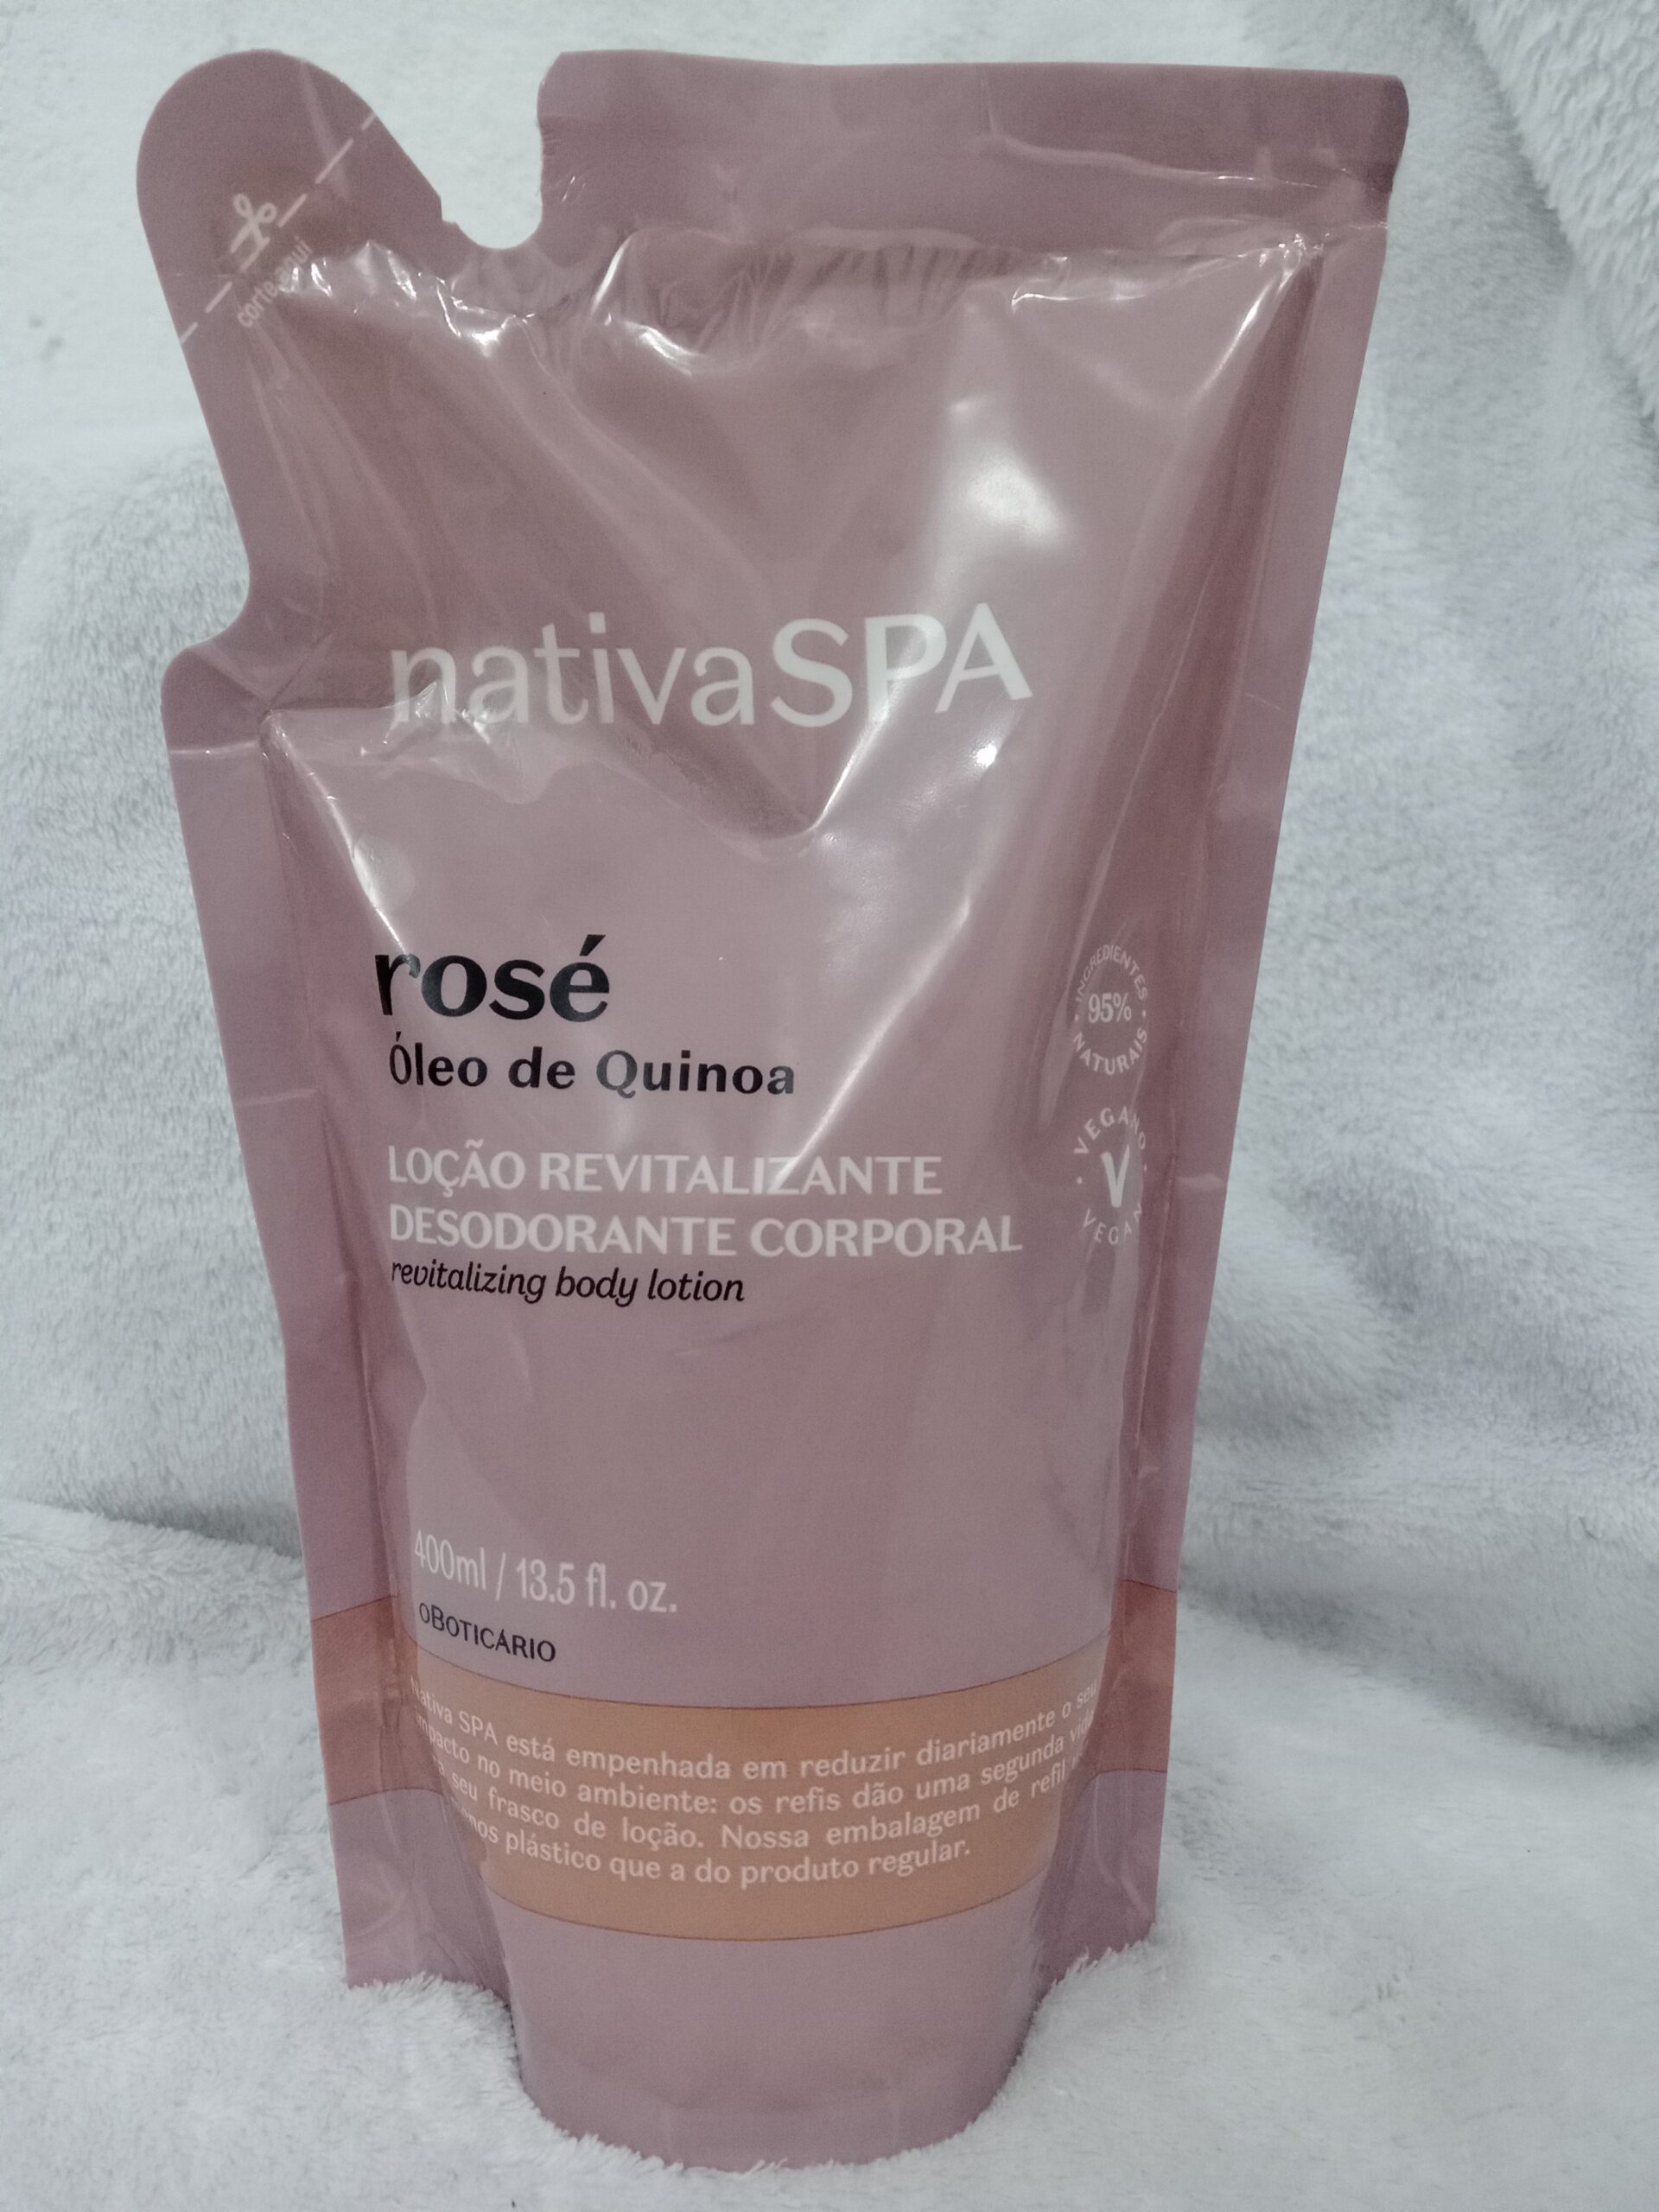 corte aqui
nativaSPA
rosé
Óleo de Quinoa
INGREDIENTES
95%
NATURAIS
VEGANO
V
VEGAN
LOÇÃO REVITALIZANTE
DESODORANTE CORPORAL
revitalizing body lotion
400ml / 13.5 fl. oz.
oBOTICÁRIO
Nativa SPA está empenhada em reduzir diariamente o seu
impacto no meio ambiente: os refis dão uma segunda vida
seu frasco de loção. Nossa embalagem de refil
plástico que a do produto regular.